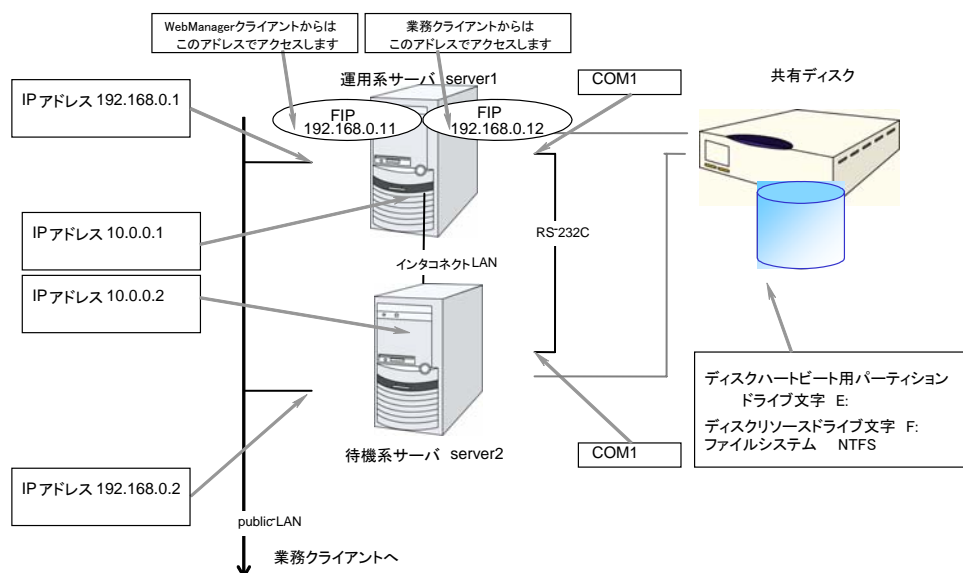 WebManagerクライアントからは
このアドレスでアクセスします
業務クライアントからは
このアドレスでアクセスします
運用系サーバ server1
COM1
共有ディスク
IPアドレス 192.168.0.1
FIP
192.168.0.11
FIP
192.168.0.12
IPアドレス 10.0.0.1
RS-232C
インタコネクトLAN
IPアドレス 10.0.0.2
ディスクハートビート用パーティション
ドライブ文字 E:
ディスクリソースドライブ文字 F:
ファイルシステム NTFS
待機系サーバ server2
COM1
IPアドレス 192.168.0.2
public-LAN
業務クライアントへ